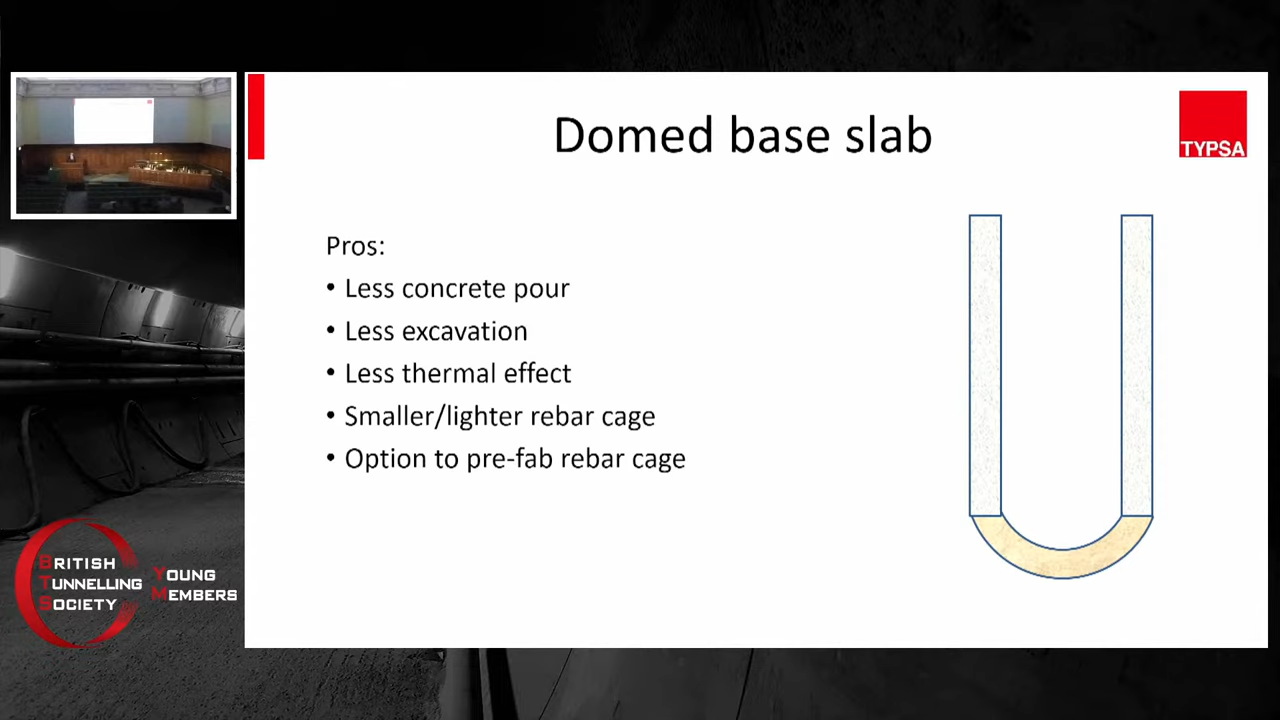 Domed base slab
TYPSA
Pros:
• Less concrete pour
• Less excavation
• Less thermal effect
• Smaller/lighter rebar cage
• Option to pre-fab rebar cage
BRITISH
TUNNELLING
SOCIETY
YOUNG
MEMBERS